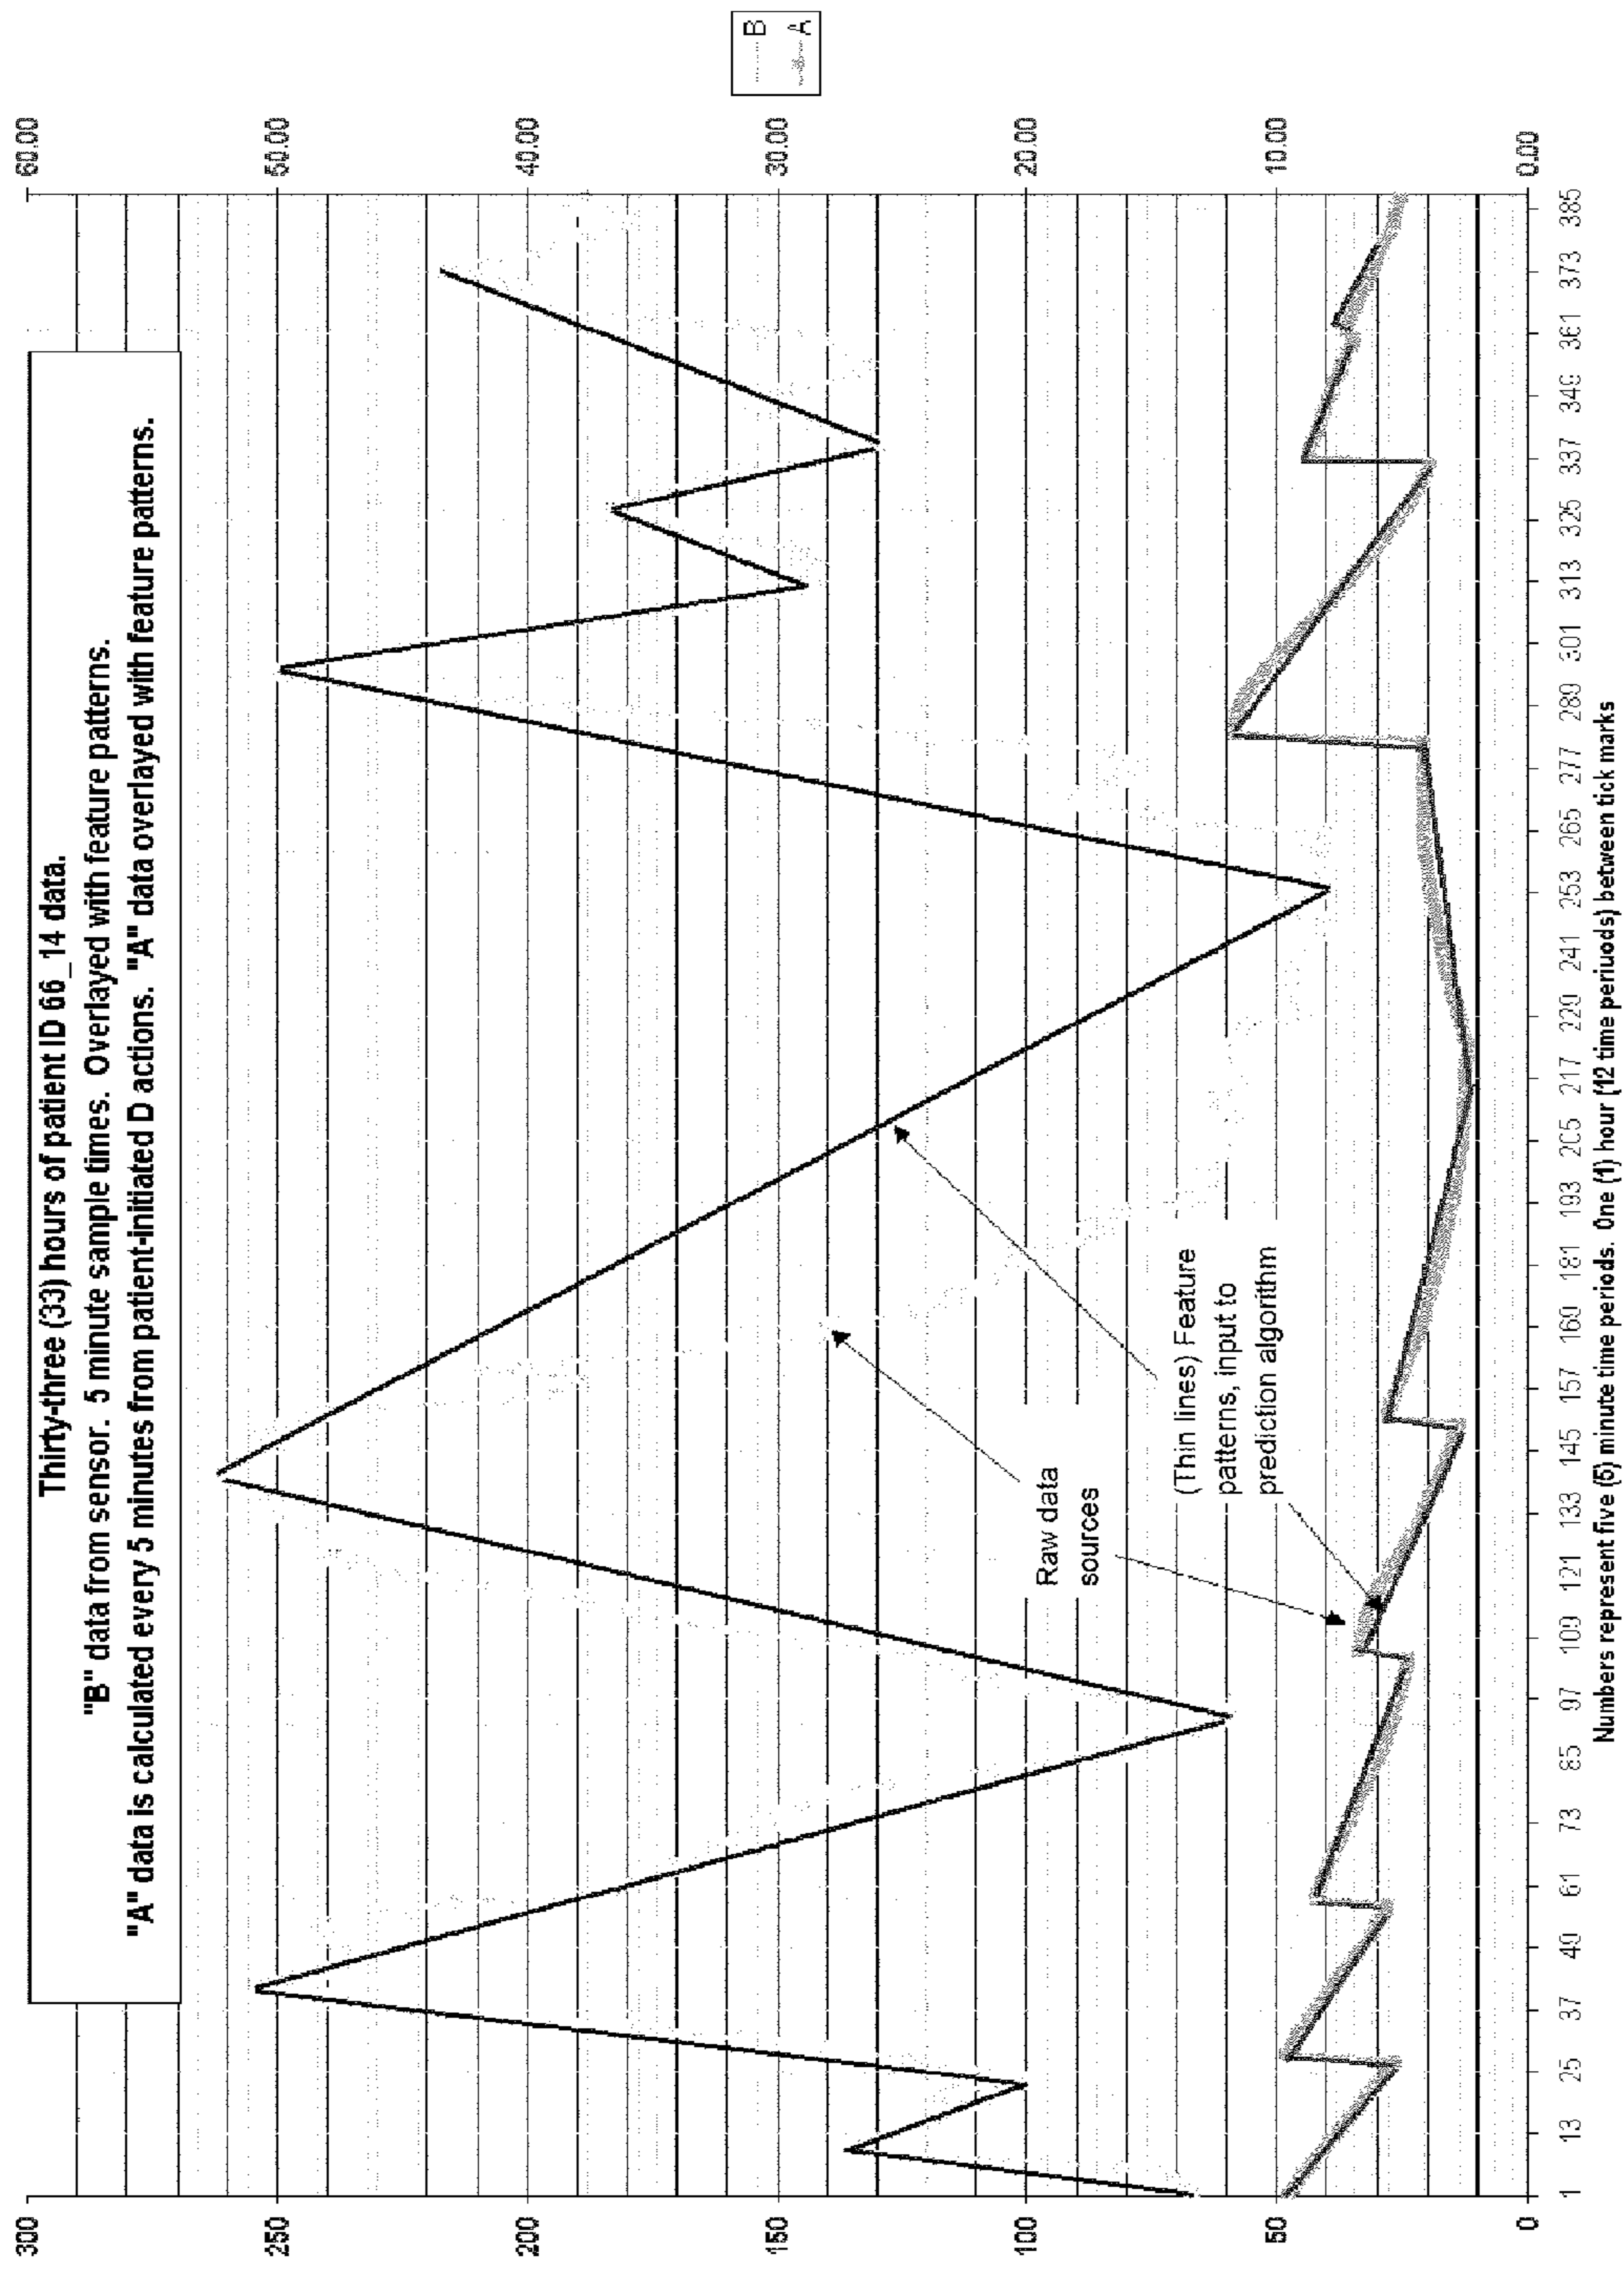 Thirty-three (33) hours of patient ID 66_14 data.
"B" data from sensor. 5 minute sample times. Overlayed with feature patterns.
"A" data is calculated every 5 minutes from patient-initiated D actions. "A" data overlayed with feature patterns.
300
250
200
150
100
50
0
60.00
50.00
40.00
30.00
20.00
10.00
0.00
B
A
Raw data
sources
(Thin lines) Feature
patterns, input to
prediction algorithm
1 13 25 37 49 61 73 85 97 109 121 133 145 157 169 181 193 205 217 229 241 253 265 277 289 301 313 325 337 349 361 373 385
Numbers represent five (5) minute time periods. One (1) hour (12 time periuods) between tick marks